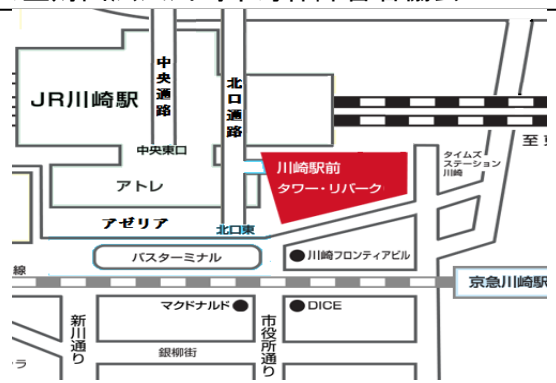 中央通路
北口通路
JR川崎駅
中央東口
至
川崎駅前
タワー・リバーク
タイムズ
ステーション
川崎
アトレ
アゼリア
北口東
バスターミナル
川崎フロンティアビル
線
京急川崎駅
マクドナルド
DICE
新川通り
市役所通り
銀柳街
ラ